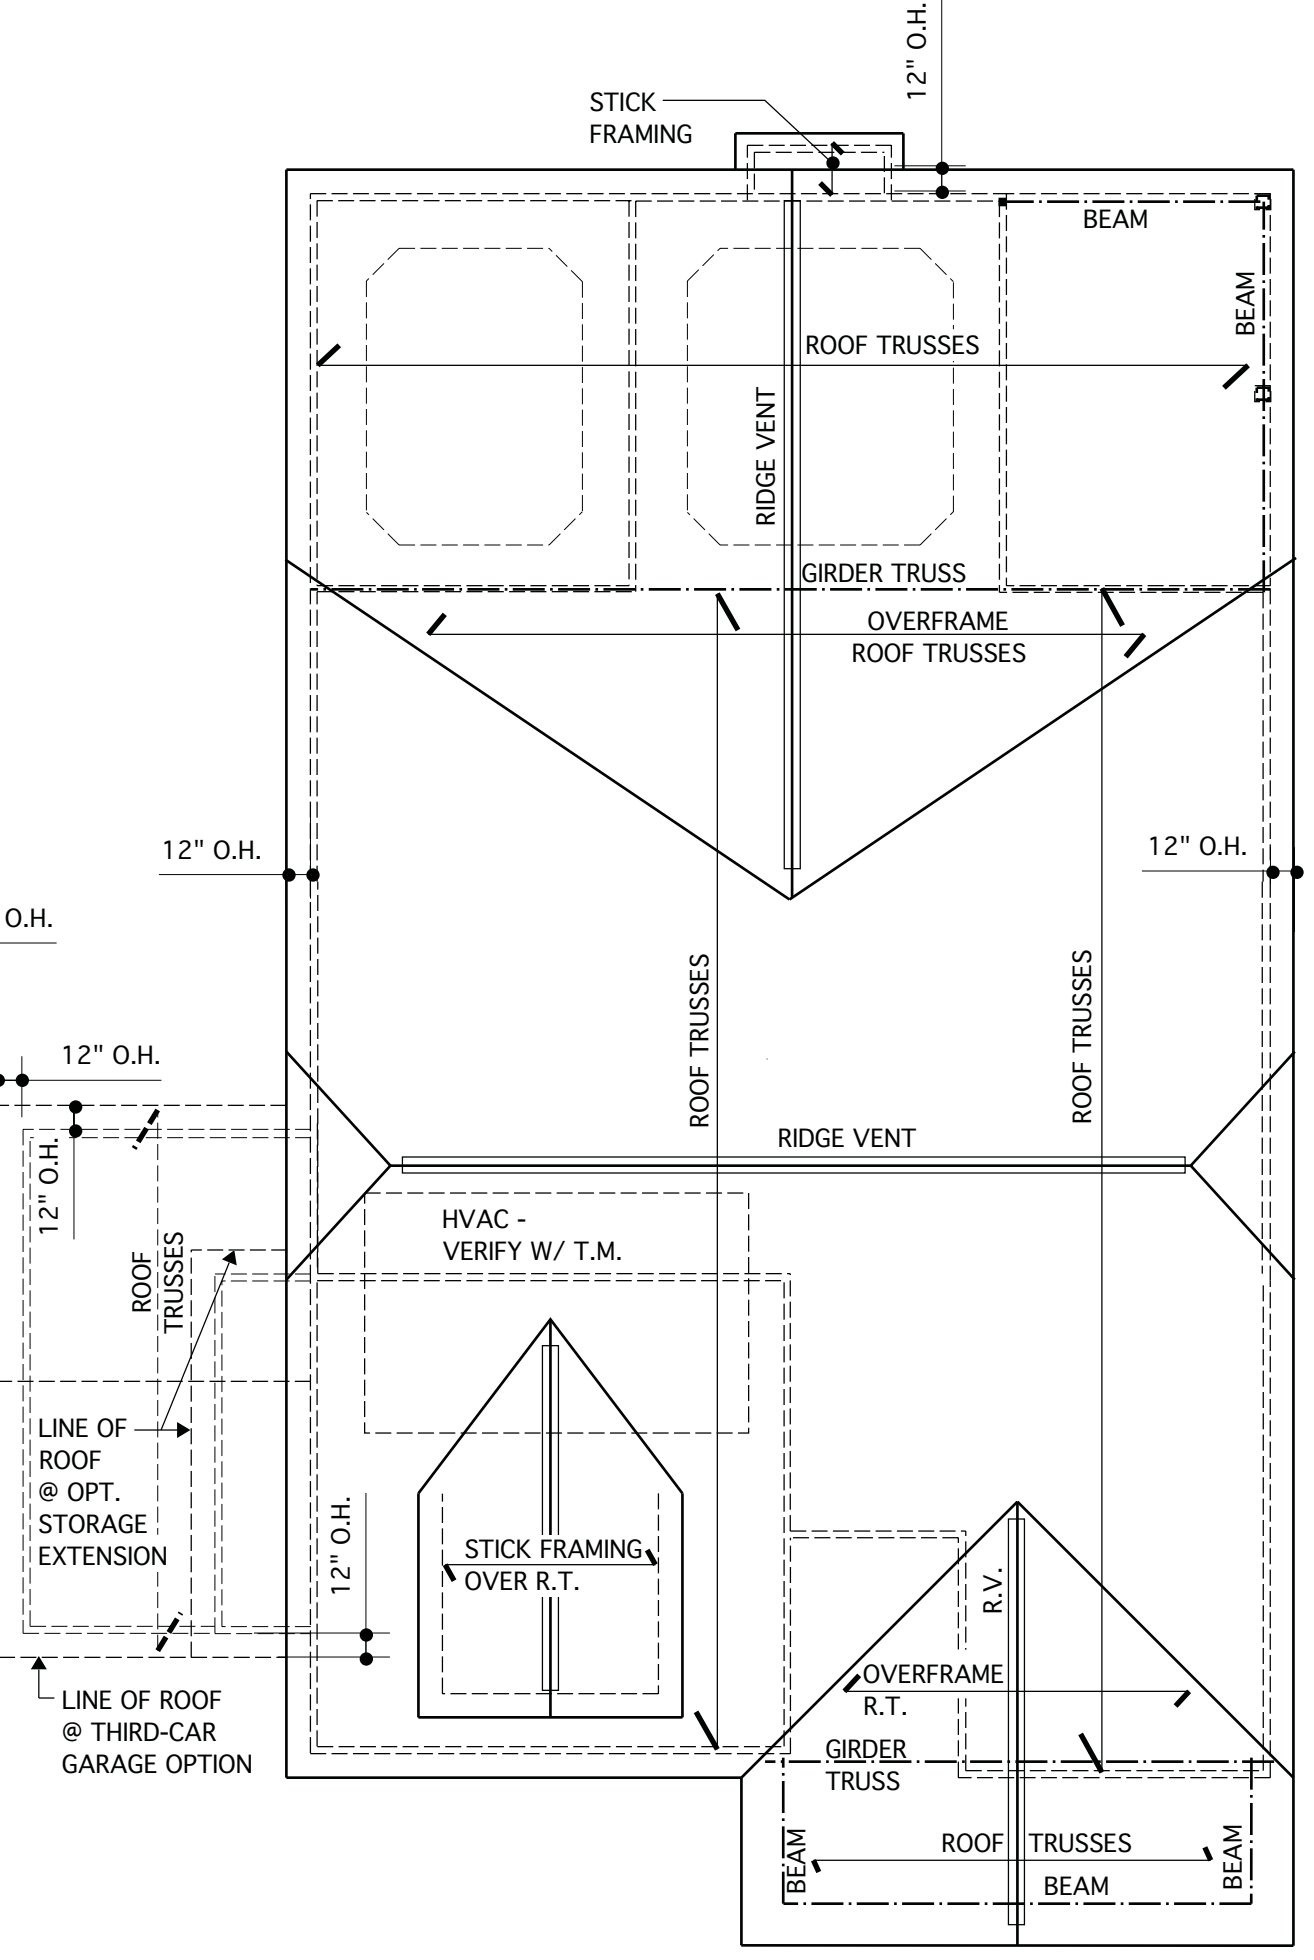 12" O.H.
STICK
FRAMING
BEAM
BEAM
ROOF TRUSSES
RIDGE VENT
GIRDER TRUSS
OVERFRAME
ROOF TRUSSES
12" O.H.
12" O.H.
O.H.
ROOF TRUSSES
ROOF TRUSSES
12" O.H.
12" O.H.
RIDGE VENT
HVAC -
VERIFY W/ T.M.
ROOF
TRUSSES
LINE OF
ROOF
@ OPT.
STORAGE
EXTENSION
12" O.H.
STICK FRAMING
OVER R.T.
R.V.
OVERFRAME
R.T.
LINE OF ROOF
@ THIRD-CAR
GARAGE OPTION
GIRDER
TRUSS
BEAM
ROOF TRUSSES
BEAM
BEAM